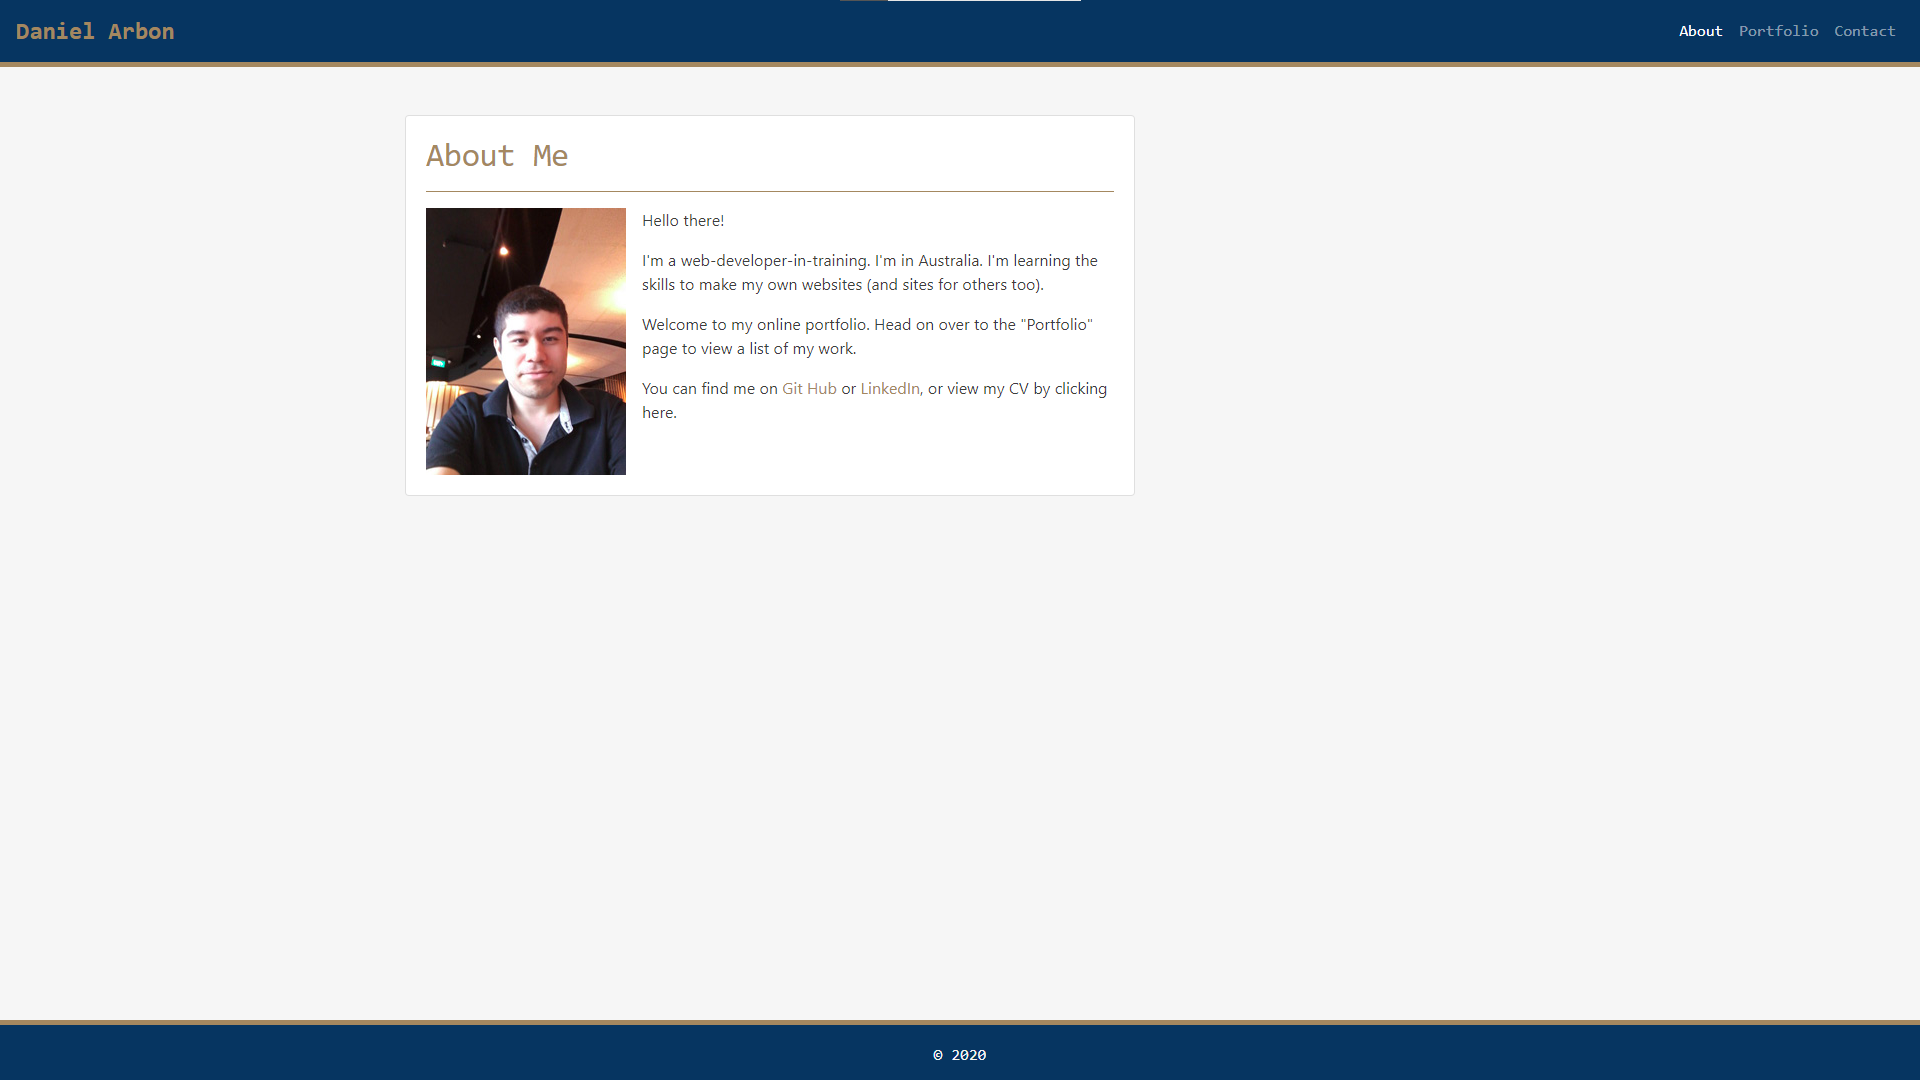 Daniel Arbon
About Portfolio Contact
About Me
Hello there!
I'm a web-developer-in-training. I'm in Australia. I'm learning the
skills to make my own websites (and sites for others too).
Welcome to my online portfolio. Head on over to the "Portfolio"
page to view a list of my work.
You can find me on Git Hub or LinkedIn, or view my CV by clicking
here.
© 2020